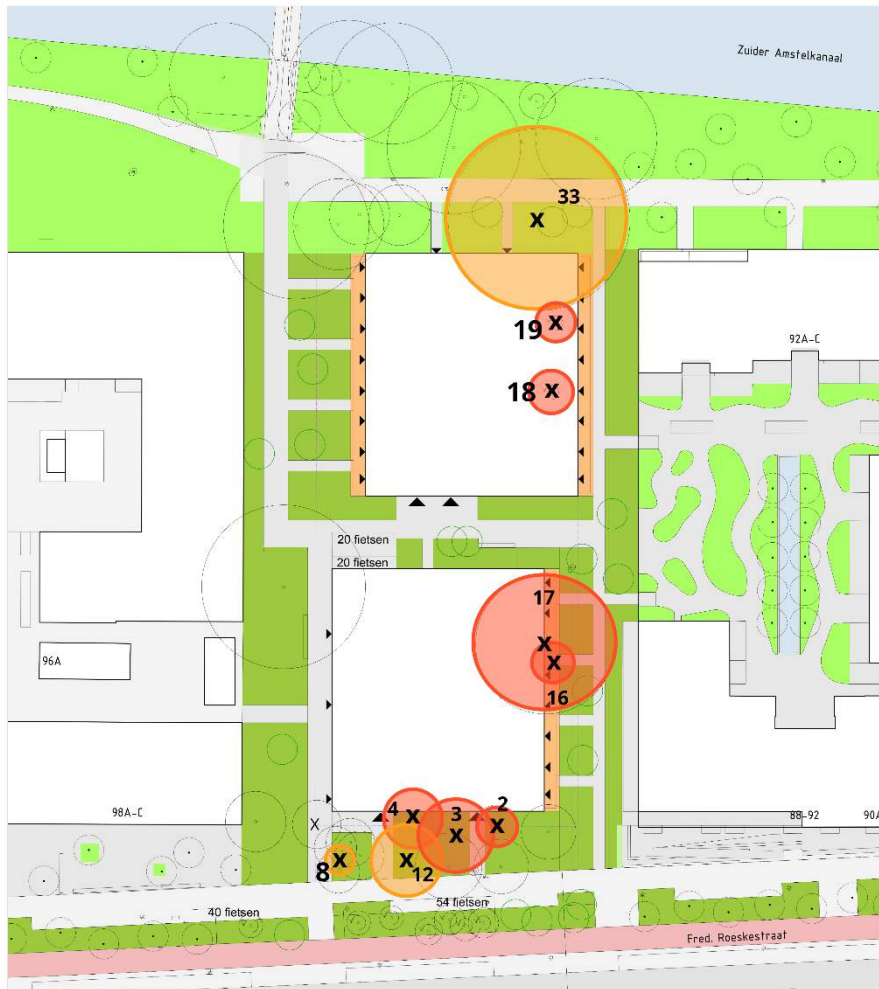 Zuider Amstelkanaal
33
X
X
19
92A-C
18
X
20 fietsen
20 fietsen
17
X
X
96A
16
98A-C
4
X
3
2
X
X
88-92
90A
X
8
X
X
12
40 fietsen
54 fietsen
Fred. Roeskestraat